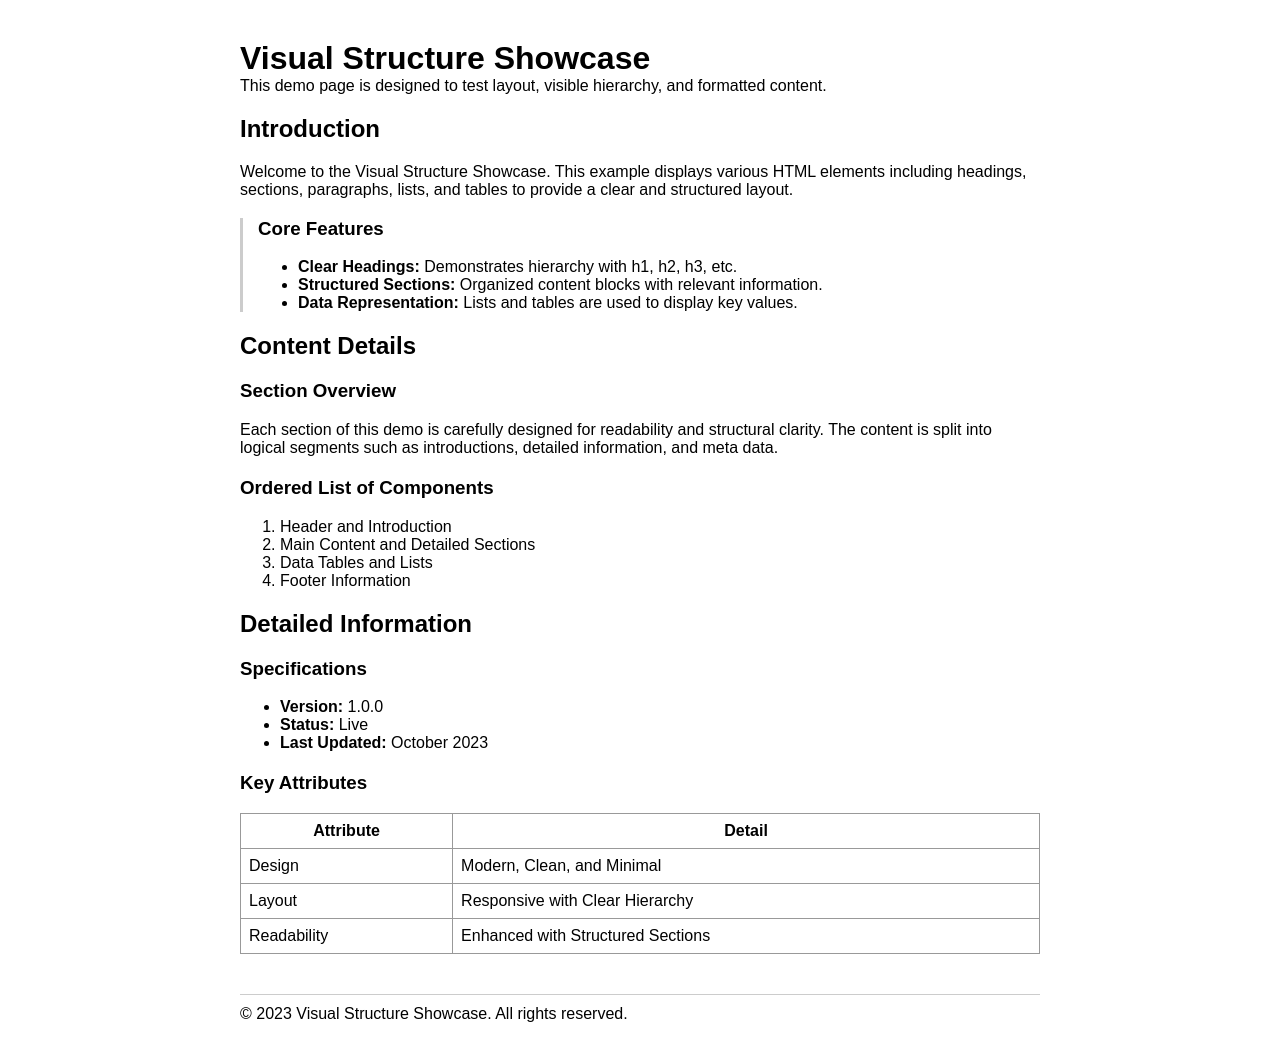 Visual Structure Showcase
This demo page is designed to test layout, visible hierarchy, and formatted content.
Introduction
Welcome to the Visual Structure Showcase. This example displays various HTML elements including headings,
sections, paragraphs, lists, and tables to provide a clear and structured layout.
Core Features
• Clear Headings: Demonstrates hierarchy with h1, h2, h3, etc.
• Structured Sections: Organized content blocks with relevant information.
• Data Representation: Lists and tables are used to display key values.
Content Details
Section Overview
Each section of this demo is carefully designed for readability and structural clarity. The content is split into
logical segments such as introductions, detailed information, and meta data.
Ordered List of Components
1. Header and Introduction
2. Main Content and Detailed Sections
3. Data Tables and Lists
4. Footer Information
Detailed Information
Specifications
• Version: 1.0.0
• Status: Live
• Last Updated: October 2023
Key Attributes
Attribute Detail
Design Modern, Clean, and Minimal
Layout Responsive with Clear Hierarchy
Readability Enhanced with Structured Sections
© 2023 Visual Structure Showcase. All rights reserved.